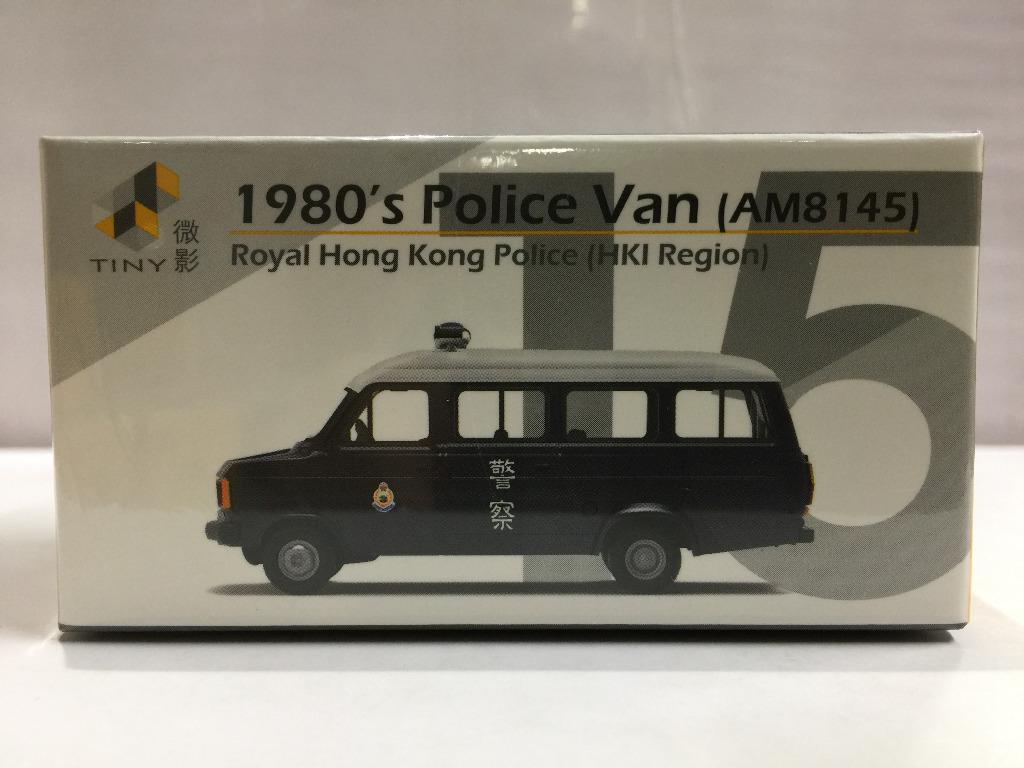 1980's Police Van (AM8145)
Royal Hong Kong Police (HKI Region)
TINY 微影
15
警察